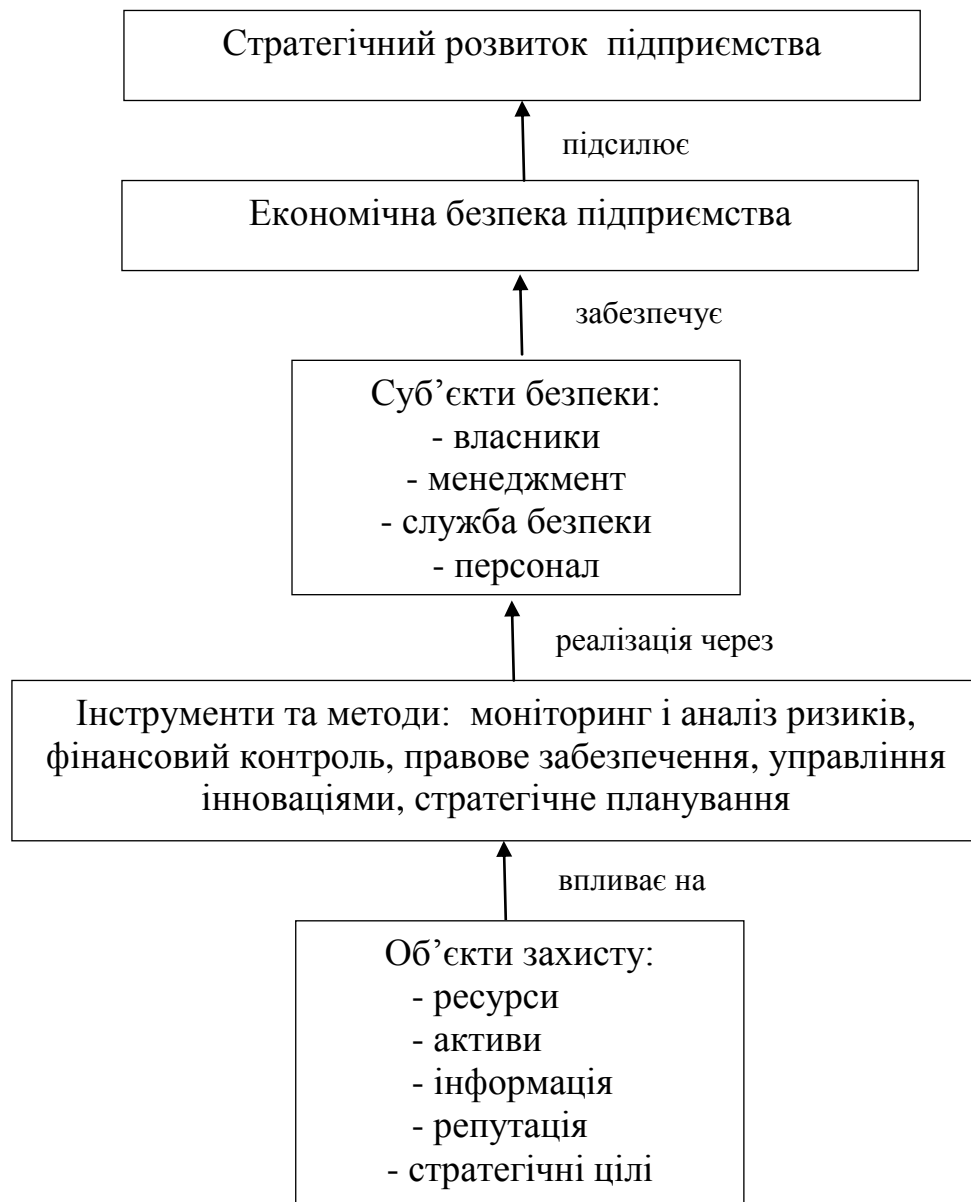 Стратегічний розвиток підприємства
підсилює
Економічна безпека підприємства
забезпечує
Суб’єкти безпеки:
- власники
- менеджмент
- служба безпеки
- персонал
реалізація через
Інструменти та методи: моніторинг і аналіз ризиків,
фінансовий контроль, правове забезпечення, управління
інноваціями, стратегічне планування
впливає на
Об’єкти захисту:
- ресурси
- активи
- інформація
- репутація
- стратегічні цілі